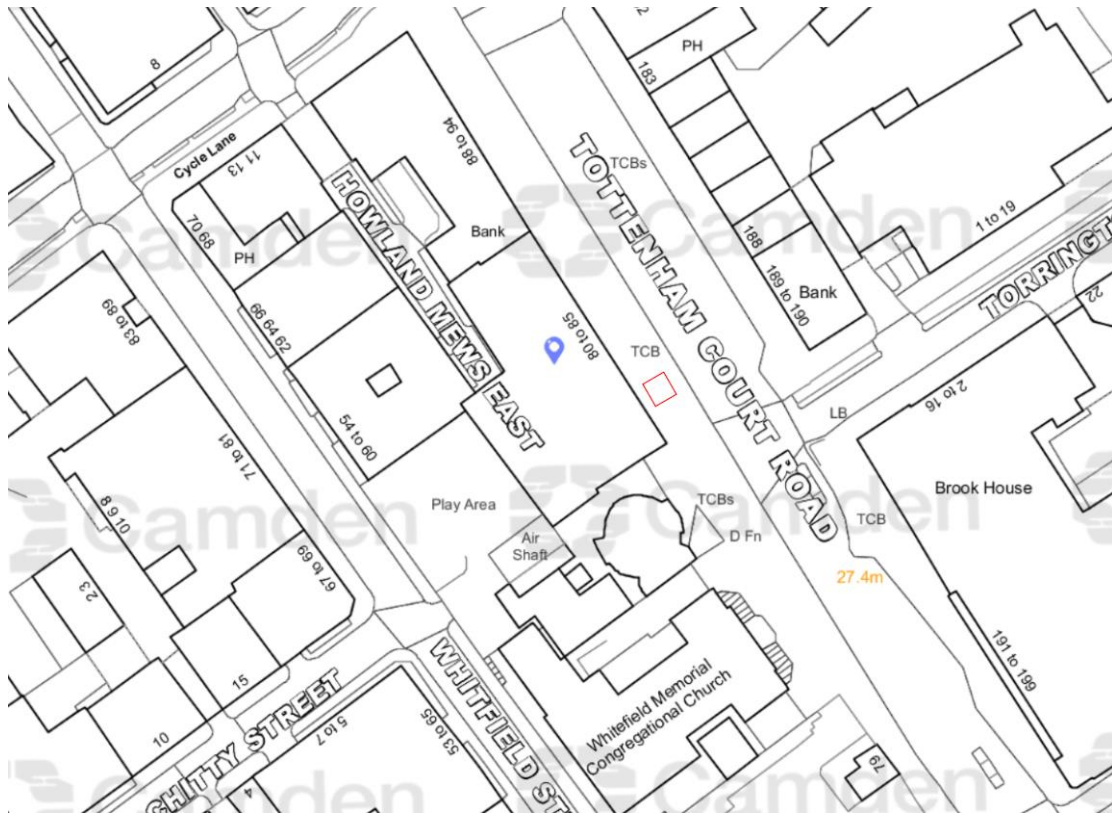 8
Cycle Lane
11 13
70 68
PH
HOWLAND MEWS EAST
88 to 94
Bank
80 to 85
TOTTENHAM COURT ROAD
TCBs
PH
183
188
189 to 190
Bank
1 to 19
TORRINGT
22
2 to 16
TCB
LB
Brook House
TCB
27.4m
191 to 199
66 64 62
54 to 60
83 to 89
71 to 81
8 9 10
67 to 69
23
15
10
Play Area
Air
Shaft
TCBs
D Fn
Whitefield Memorial
Congregational Church
79
CHITTY STREET
5 to 7
53 to 65
4
WHITFIELD ST
Camden
Camden
Camden
Camden
Camden
Camden